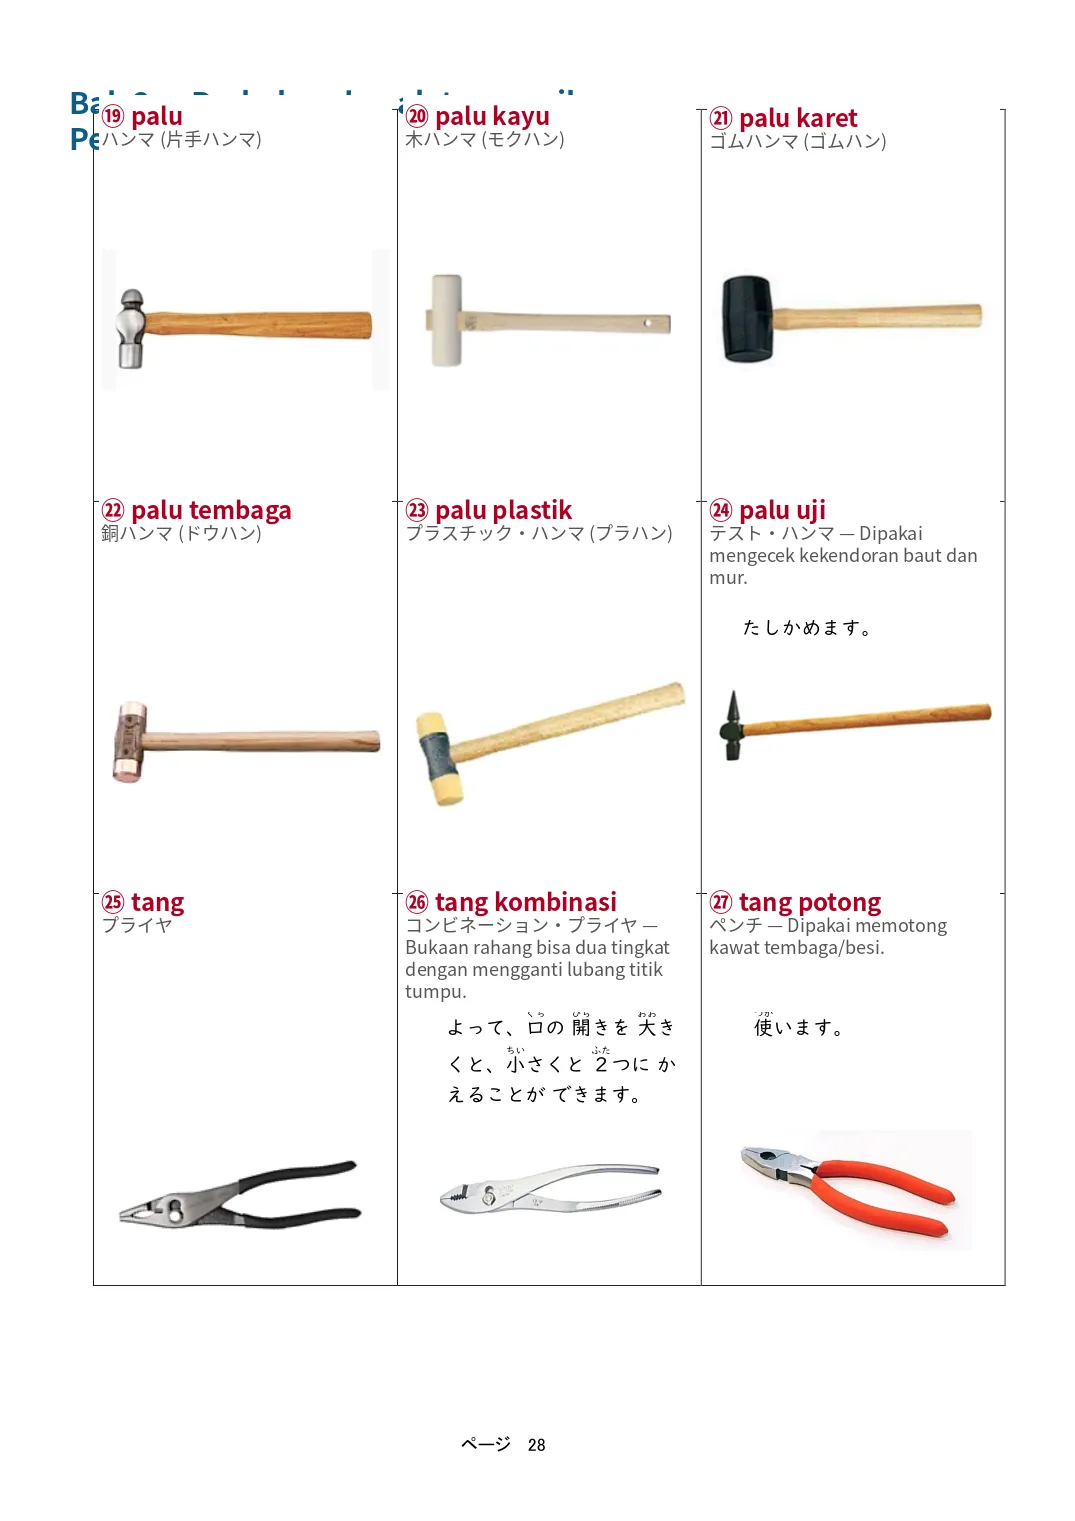 ⑲ palu
ハンマ (片手ハンマ)
⑳ palu kayu
木ハンマ (モクハン)
㉑ palu karet
ゴムハンマ (ゴムハン)
㉒ palu tembaga
銅ハンマ (ドウハン)
㉓ palu plastik
プラスチック・ハンマ (プラハン)
㉔ palu uji
テスト・ハンマ — Dipakai
mengecek kekendoran baut dan
mur.
たしかめます。
㉕ tang
プライヤ
㉖ tang kombinasi
コンビネーション・プライヤ —
Bukaan rahang bisa dua tingkat
dengan mengganti lubang titik
tumpu.
よって、口の 開きを 大き
くと、小さくと ２つに か
えることが できます。
㉗ tang potong
ペンチ — Dipakai memotong
kawat tembaga/besi.
使います。
ページ 28